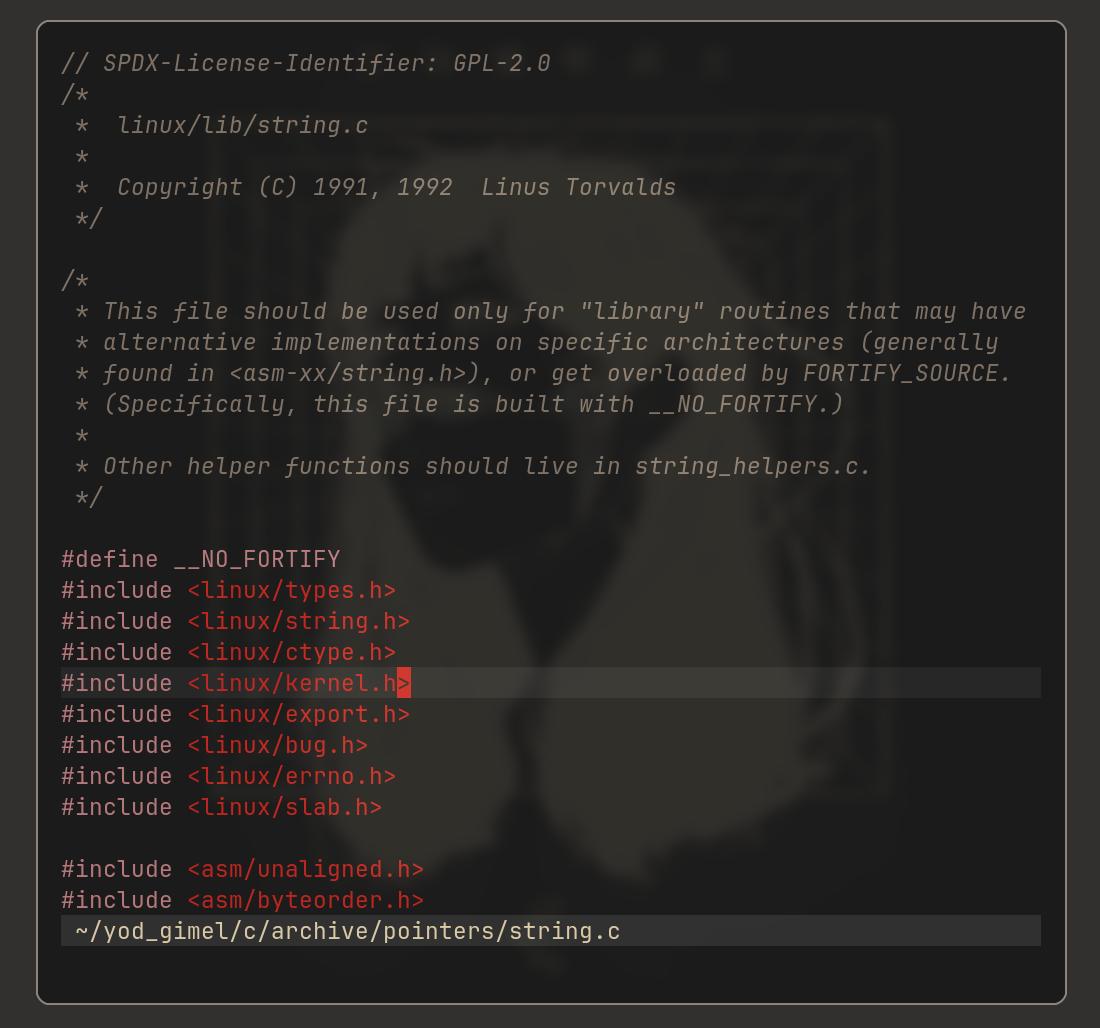 // SPDX-License-Identifier: GPL-2.0
/*
 *  linux/lib/string.c
 *
 *  Copyright (C) 1991, 1992  Linus Torvalds
 */

/*
 * This file should be used only for "library" routines that may have
 * alternative implementations on specific architectures (generally
 * found in <asm-xx/string.h>), or get overloaded by FORTIFY_SOURCE.
 * (Specifically, this file is built with __NO_FORTIFY.)
 *
 * Other helper functions should live in string_helpers.c.
 */

#define __NO_FORTIFY
#include <linux/types.h>
#include <linux/string.h>
#include <linux/ctype.h>
#include <linux/kernel.h>
#include <linux/export.h>
#include <linux/bug.h>
#include <linux/errno.h>
#include <linux/slab.h>

#include <asm/unaligned.h>
#include <asm/byteorder.h>
~/yod_gimel/c/archive/pointers/string.c